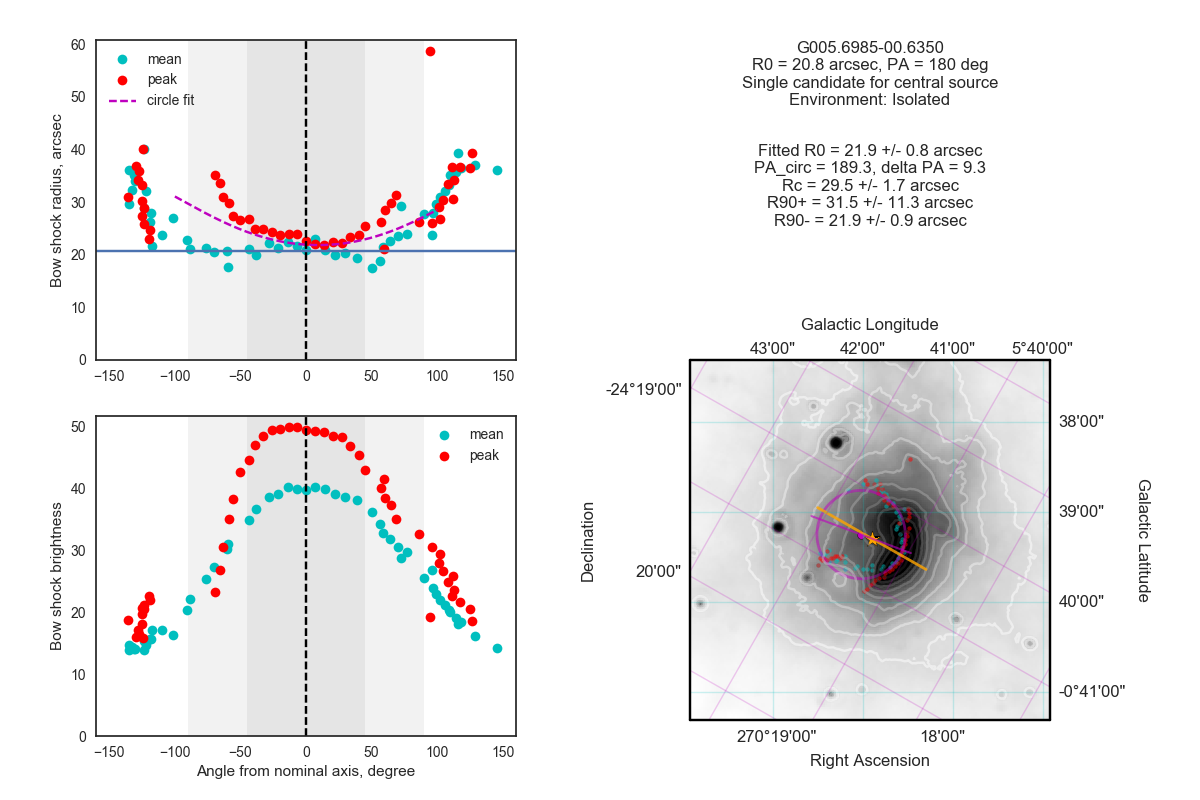 60
50
40
30
20
10
0
Bow shock radius, arcsec
mean
peak
circle fit
−150
−100
−50
0
50
100
150
50
40
30
20
10
0
Bow shock brightness
mean
peak
−150
−100
−50
0
50
100
150
Angle from nominal axis, degree
G005.6985-00.6350
R0 = 20.8 arcsec, PA = 180 deg
Single candidate for central source
Environment: Isolated
Fitted R0 = 21.9 +/- 0.8 arcsec
PA_circ = 189.3, delta PA = 9.3
Rc = 29.5 +/- 1.7 arcsec
R90+ = 31.5 +/- 11.3 arcsec
R90- = 21.9 +/- 0.9 arcsec
Galactic Longitude
43'00"
42'00"
41'00"
5°40'00"
-24°19'00"
20'00"
Declination
38'00"
39'00"
40'00"
-0°41'00"
Galactic Latitude
270°19'00"
18'00"
Right Ascension